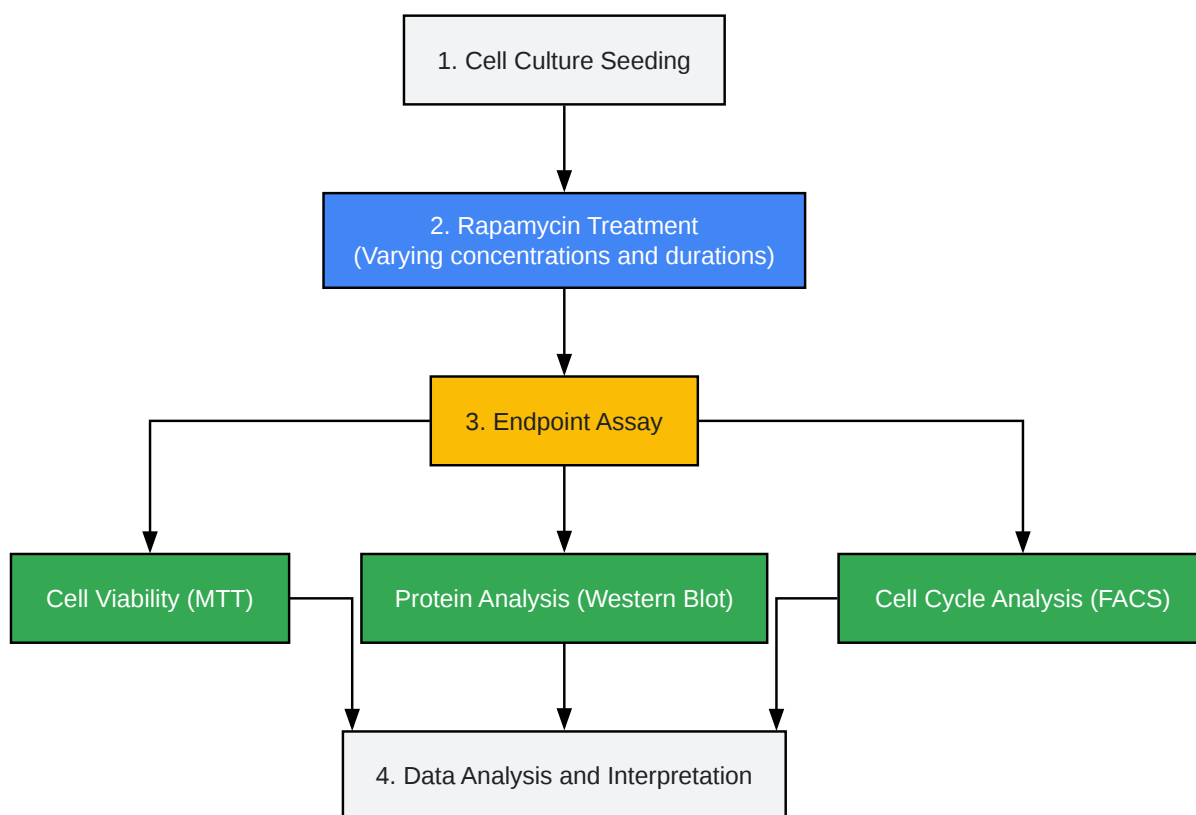 1. Cell Culture Seeding
2. Rapamycin Treatment
(Varying concentrations and durations)
3. Endpoint Assay
Cell Viability (MTT)
Protein Analysis (Western Blot)
Cell Cycle Analysis (FACS)
4. Data Analysis and Interpretation